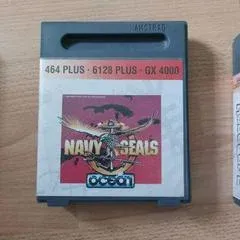 AMSTRAD
464 PLUS · 6128 PLUS · GX 4000
NAVY SEALS
ocean